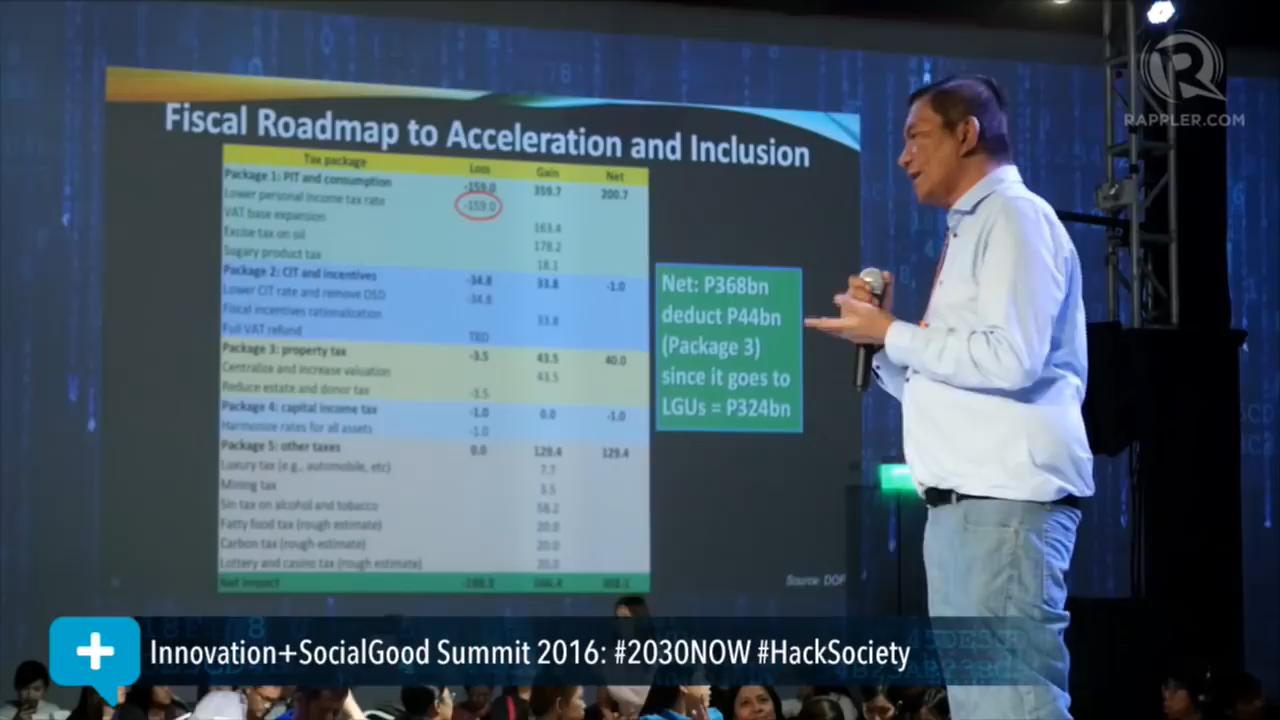 RAPPLER.COM
Fiscal Roadmap to Acceleration and Inclusion
Tax package Loss Gain Net
Package 1: PIT and consumption -159.0 359.7 200.7
Lower personal income tax rate -159.0
VAT base expansion 163.4
Excise tax on oil 178.2
Sugary product tax 18.1
Package 2: CIT and incentives -34.8 33.8 -1.0
Lower CIT rate and remove OSD -34.8
Fiscal incentives rationalization 33.8
Full VAT refund TBD
Package 3: property tax -3.5 43.5 40.0
Centralize and increase valuation 43.5
Reduce estate and donor tax -3.5
Package 4: capital income tax -1.0 0.0 -1.0
Harmonize rates for all assets -1.0
Package 5: other taxes 0.0 129.4 129.4
Luxury tax (e.g., automobile, etc) 7.7
Mining tax 3.5
Sin tax on alcohol and tobacco 58.2
Fatty food tax (rough estimate) 20.0
Carbon tax (rough estimate) 20.0
Lottery and casino tax (rough estimate) 20.0
Net impact
Net: P368bn
deduct P44bn
(Package 3)
since it goes to
LGUs = P324bn
Source: DOF
Innovation+SocialGood Summit 2016: #2030NOW #HackSociety